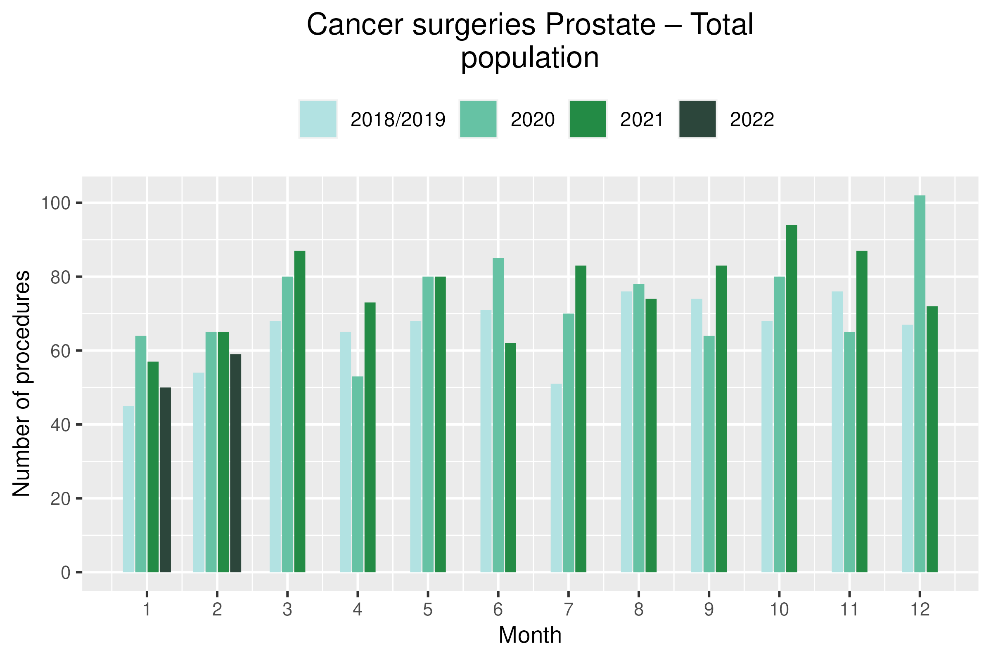 Cancer surgeries Prostate – Total
population
2018/2019 2020 2021 2022
Number of procedures
100
80
60
40
20
0
1 2 3 4 5 6 7 8 9 10 11 12
Month